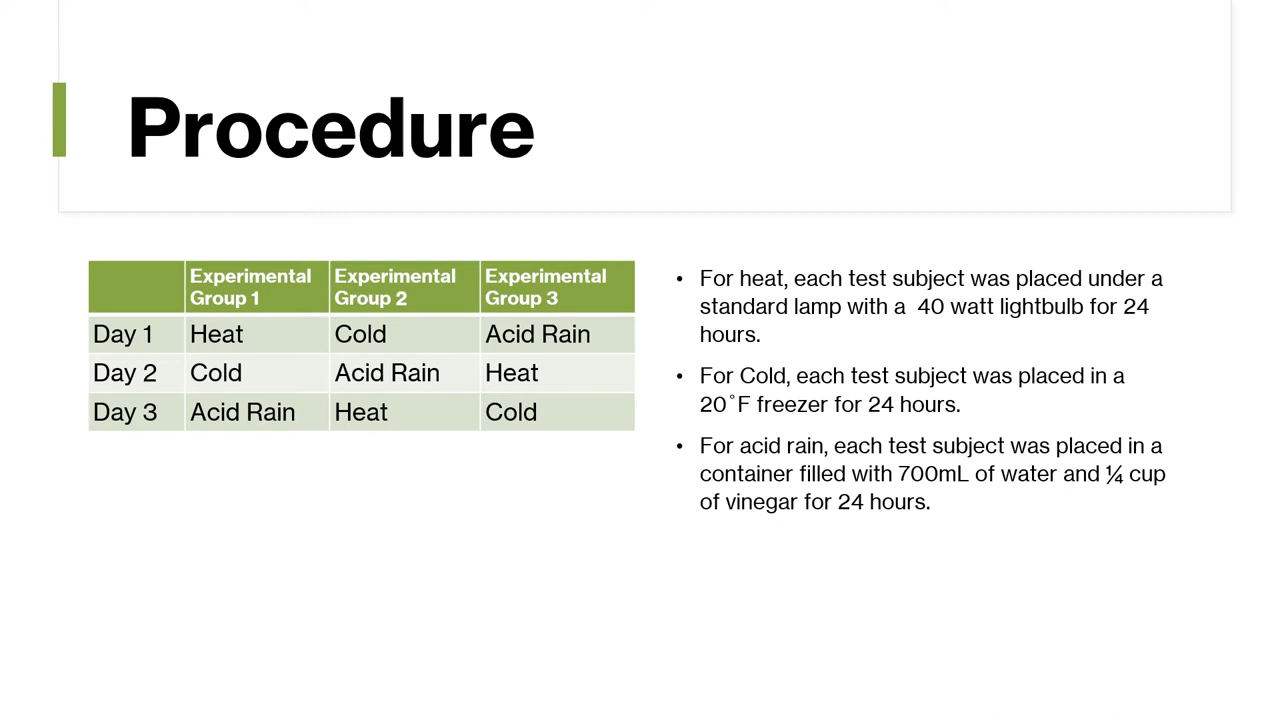 Procedure
Experimental Group 1 Experimental Group 2 Experimental Group 3
Day 1 Heat Cold Acid Rain
Day 2 Cold Acid Rain Heat
Day 3 Acid Rain Heat Cold
• For heat, each test subject was placed under a
standard lamp with a  40 watt lightbulb for 24
hours.
• For Cold, each test subject was placed in a
20˚F freezer for 24 hours.
• For acid rain, each test subject was placed in a
container filled with 700mL of water and ¼ cup
of vinegar for 24 hours.